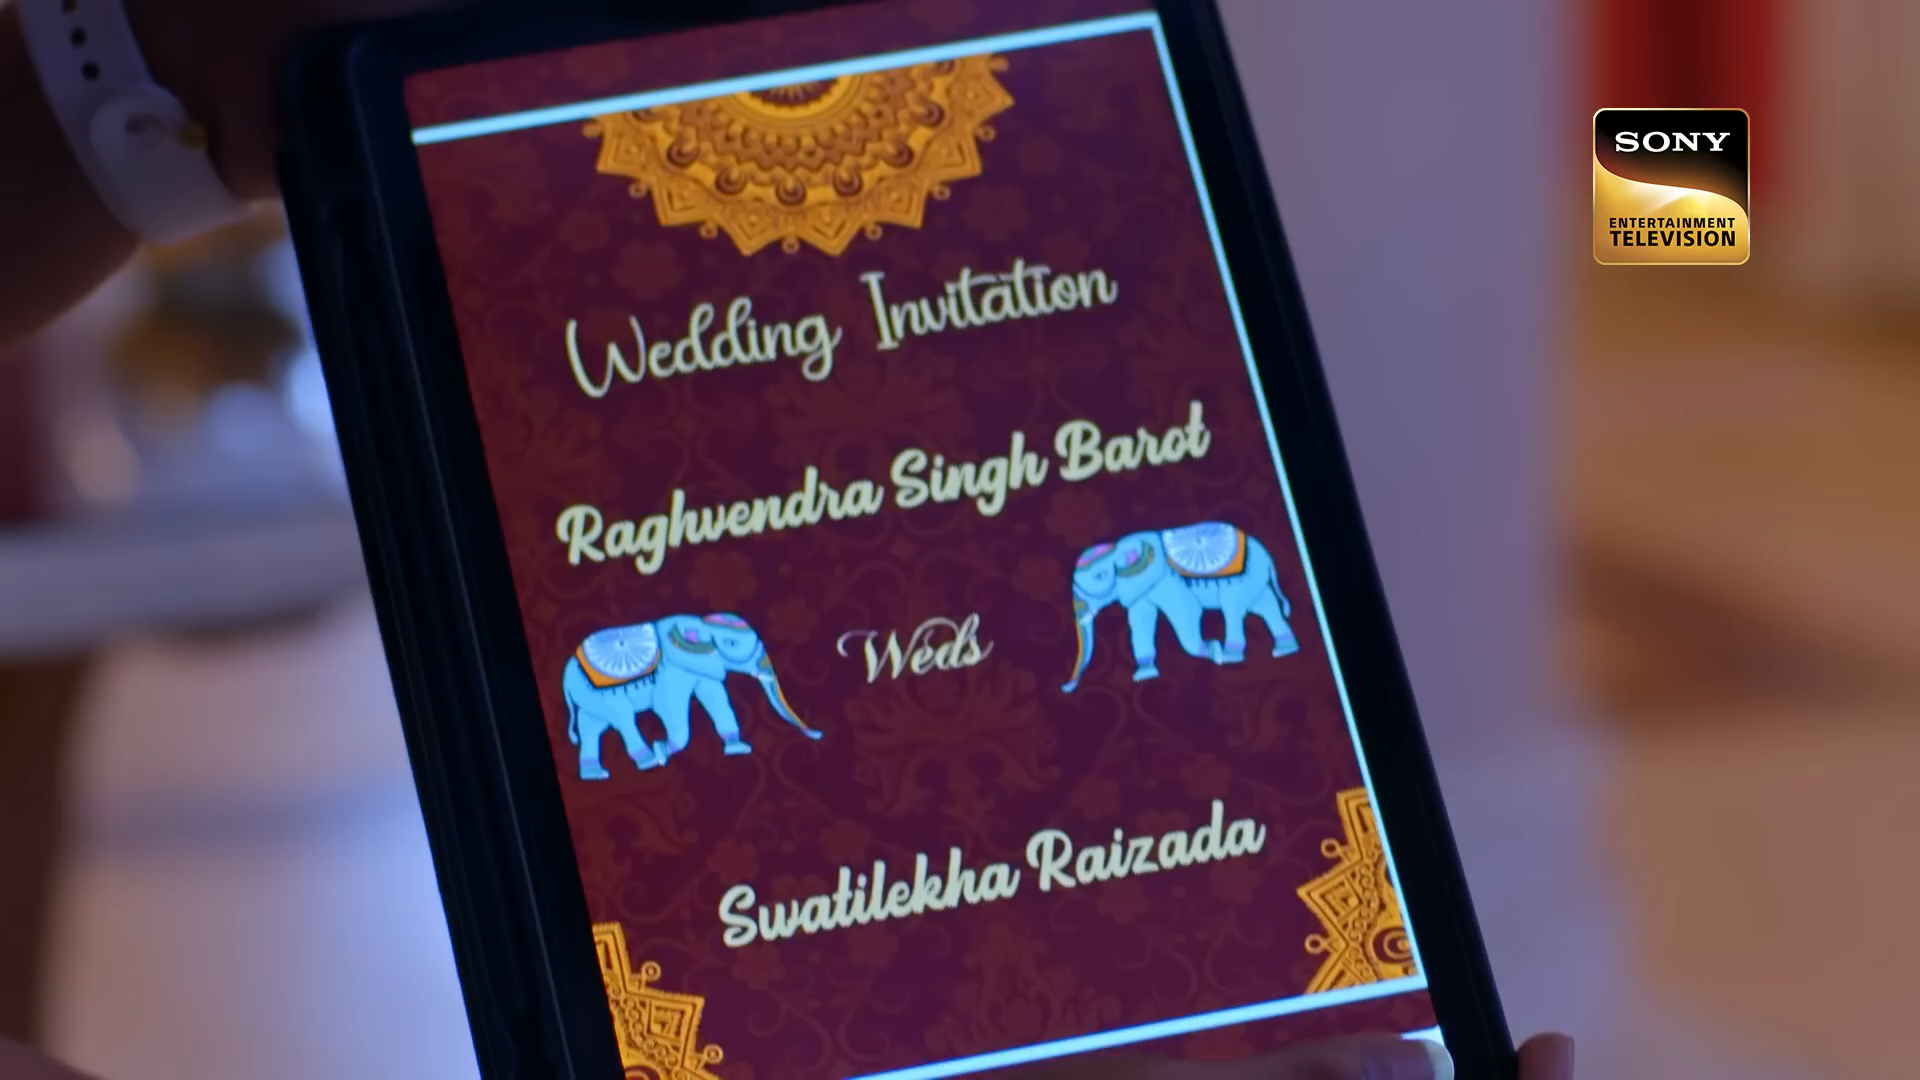 Wedding Invitation
Raghvendra Singh Barot
Weds
Swatilekha Raizada
SONY
ENTERTAINMENT
TELEVISION